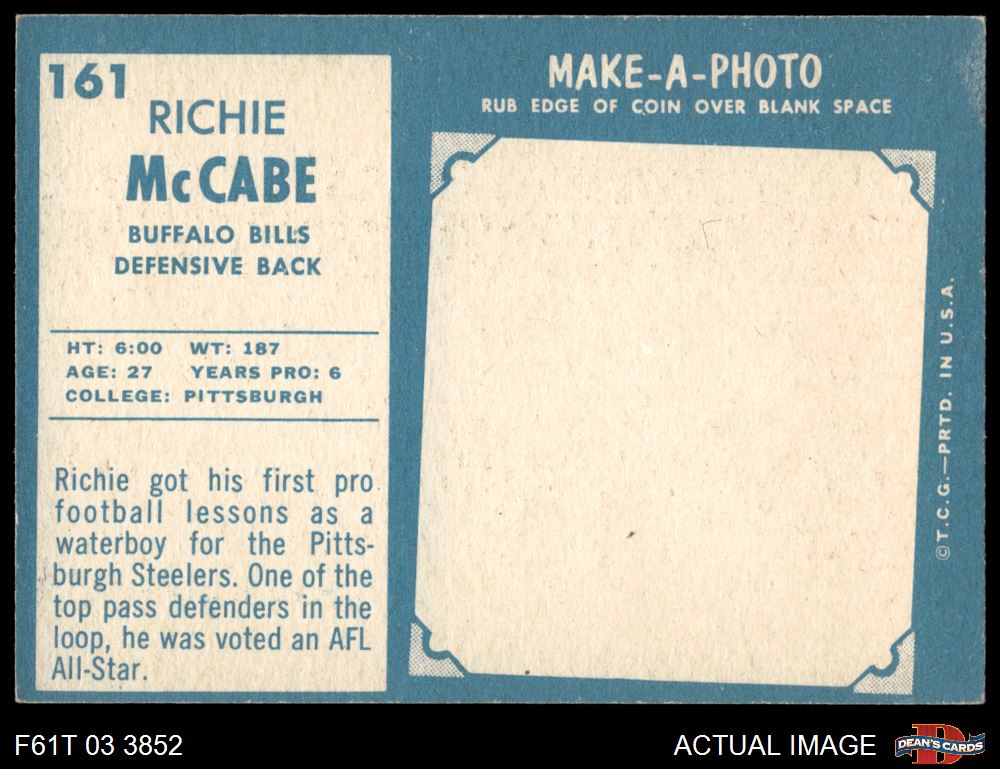 161
RICHIE
McCABE
BUFFALO BILLS
DEFENSIVE BACK
HT: 6:00 WT: 187
AGE: 27 YEARS PRO: 6
COLLEGE: PITTSBURGH
Richie got his first pro
football lessons as a
waterboy for the Pitts-
burgh Steelers. One of the
top pass defenders in the
loop, he was voted an AFL
All-Star.
MAKE-A-PHOTO
RUB EDGE OF COIN OVER BLANK SPACE
©T.C.G.—PRTD. IN U.S.A.
F61T 03 3852
ACTUAL IMAGE
D
DEAN'S CARDS